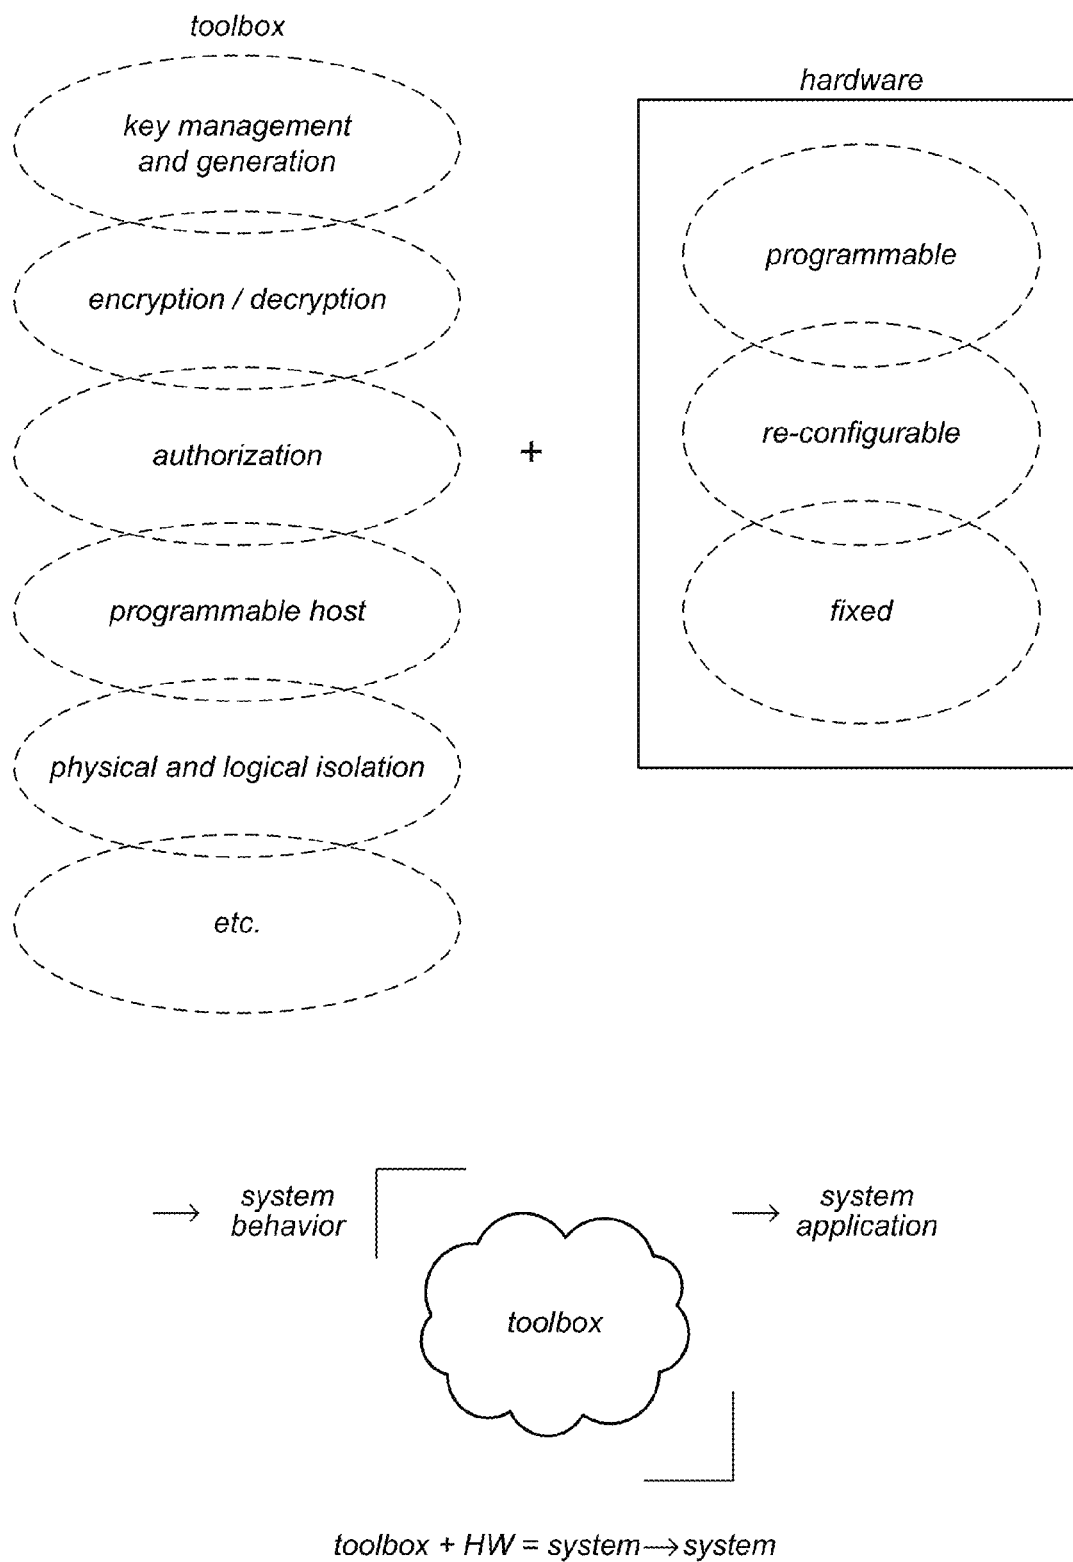 toolbox
key management
and generation
encryption / decryption
authorization
programmable host
physical and logical isolation
etc.
+
hardware
programmable
re-configurable
fixed
→ system
behavior
toolbox
→ system
application
toolbox + HW = system→system